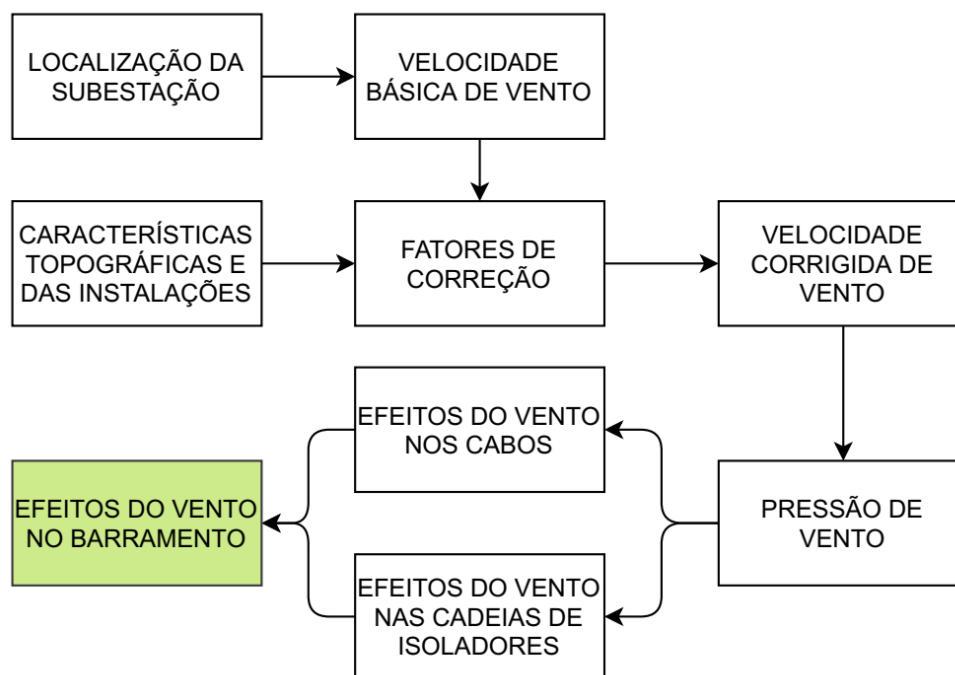 LOCALIZAÇÃO DA
SUBESTAÇÃO
VELOCIDADE
BÁSICA DE VENTO
CARACTERÍSTICAS
TOPOGRÁFICAS E
DAS INSTALAÇÕES
FATORES DE
CORREÇÃO
VELOCIDADE
CORRIGIDA DE
VENTO
EFEITOS DO VENTO
NOS CABOS
EFEITOS DO VENTO
NO BARRAMENTO
PRESSÃO DE
VENTO
EFEITOS DO VENTO
NAS CADEIAS DE
ISOLADORES